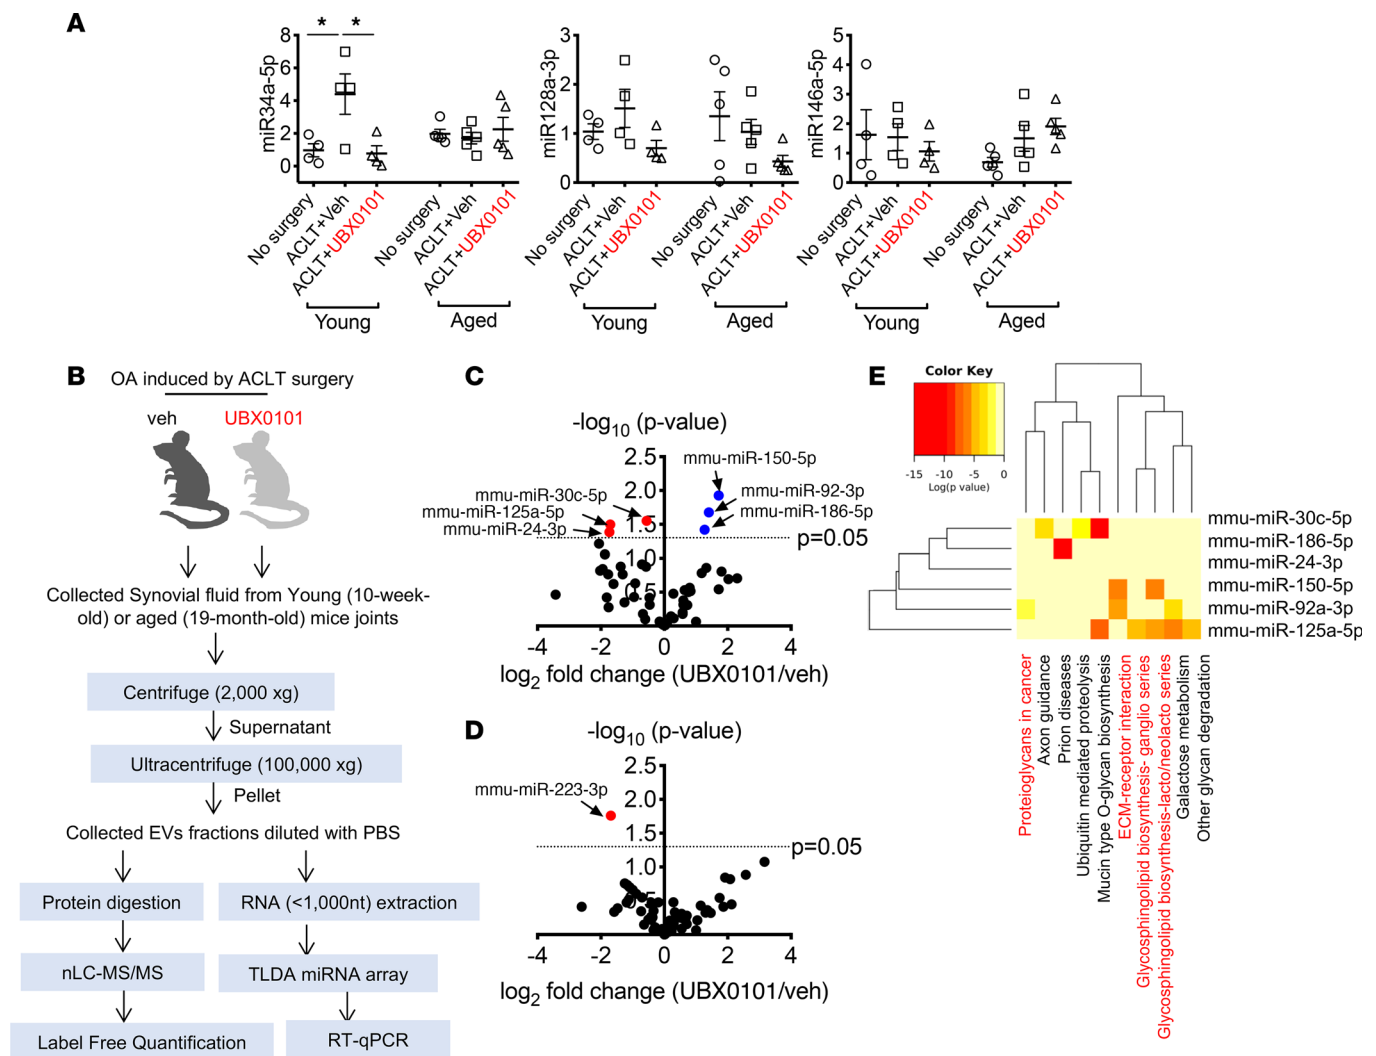 A
8
6
4
2
0
miR34a-5p
* *
No surgery
ACLT+Veh
ACLT+UBX0101
No surgery
ACLT+Veh
ACLT+UBX0101
Young
Aged
3
2
1
0
miR128a-3p
No surgery
ACLT+Veh
ACLT+UBX0101
No surgery
ACLT+Veh
ACLT+UBX0101
Young
Aged
5
4
3
2
1
0
miR146a-5p
No surgery
ACLT+Veh
ACLT+UBX0101
No surgery
ACLT+Veh
ACLT+UBX0101
Young
Aged
B
OA induced by ACLT surgery
veh
UBX0101
Collected Synovial fluid from Young (10-week-
old) or aged (19-month-old) mice joints
Centrifuge (2,000 xg)
Supernatant
Ultracentrifuge (100,000 xg)
Pellet
Collected EVs fractions diluted with PBS
Protein digestion
RNA (<1,000nt) extraction
nLC-MS/MS
TLDA miRNA array
Label Free Quantification
RT-qPCR
C
-log10 (p-value)
2.5
2.0
1.5
1.0
0.5
mmu-miR-150-5p
mmu-miR-30c-5p
mmu-miR-92-3p
mmu-miR-125a-5p
mmu-miR-186-5p
mmu-miR-24-3p
p=0.05
-4 -2 0 2 4
log2 fold change (UBX0101/veh)
D
-log10 (p-value)
2.5
2.0
1.5
1.0
0.5
mmu-miR-223-3p
p=0.05
-4 -2 0 2 4
log2 fold change (UBX0101/veh)
E
Color Key
-15 -10 -5 0
Log(p value)
mmu-miR-30c-5p
mmu-miR-186-5p
mmu-miR-24-3p
mmu-miR-150-5p
mmu-miR-92a-3p
mmu-miR-125a-5p
Proteioglycans in cancer
Axon guidance
Prion diseases
Ubiquitin mediated proteolysis
Mucin type O-glycan biosynthesis
ECM-receptor interaction
Glycosphingolipid biosynthesis- ganglio series
Glycosphingolipid biosynthesis-lacto/neolacto series
Galactose metabolism
Other glycan degradation